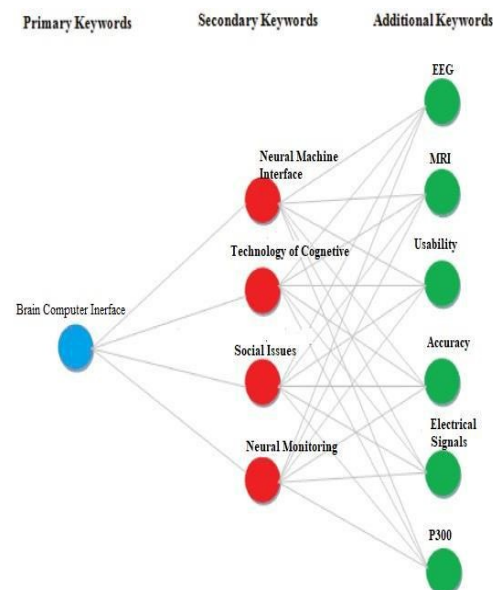 Primary Keywords
Secondary Keywords
Additional Keywords
EEG
Neural Machine
Interface
MRI
Technology of Cognetive
Usability
Brain Computer Inerface
Social Issues
Accuracy
Neural Monitoring
Electrical
Signals
P300